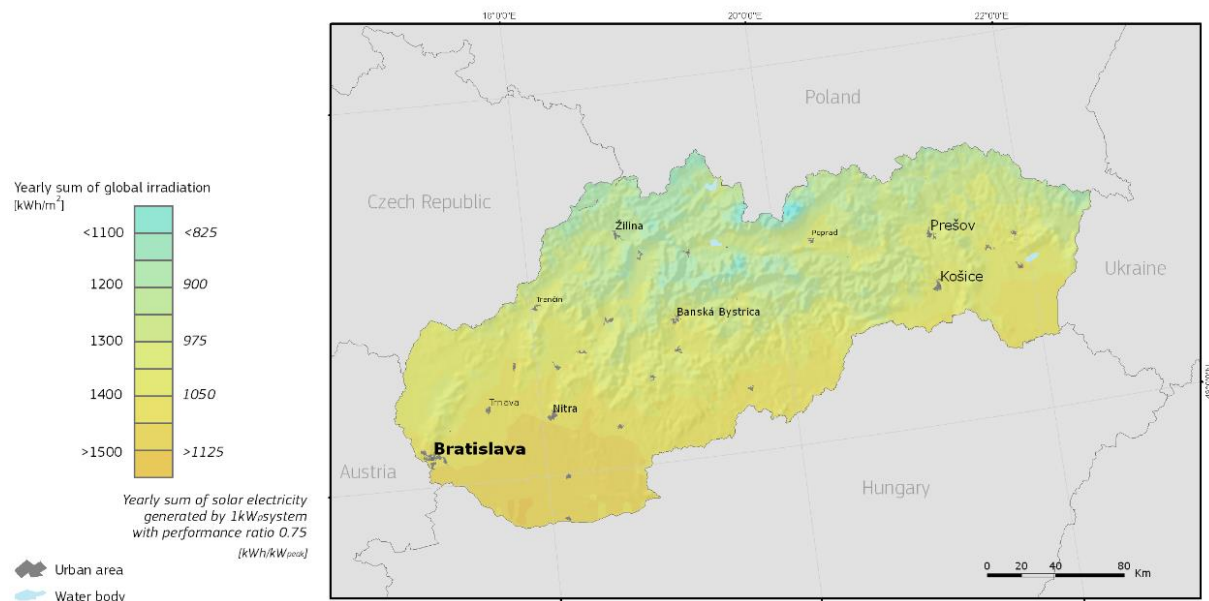 16°0'0"E
20°0'0"E
22°0'0"E
Poland
Czech Republic
Ukraine
Austria
Hungary
Žilina
Poprad
Prešov
Košice
Trenčín
Banská Bystrica
Trnava
Nitra
Bratislava
Yearly sum of global irradiation
[kWh/m²]
<1100 <825
1200 900
1300 975
1400 1050
>1500 >1125
Yearly sum of solar electricity
generated by 1kWp system
with performance ratio 0.75
[kWh/kWpeak]
Urban area
Water body
0 20 40 80 Km